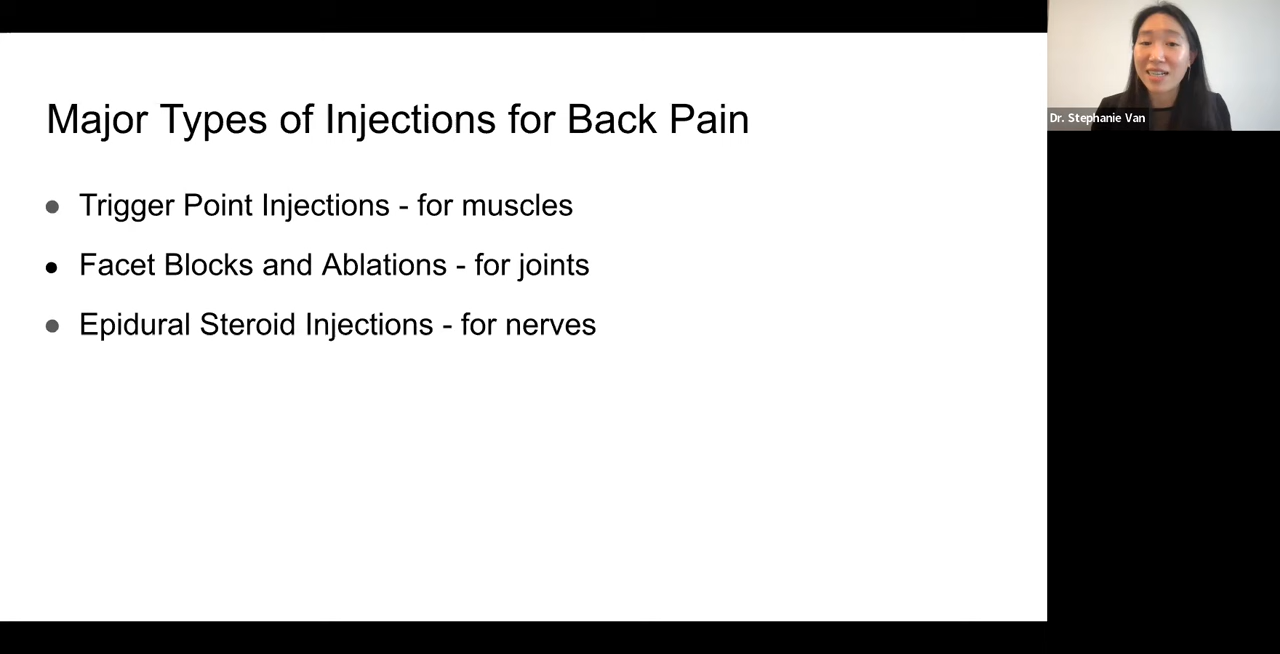 Major Types of Injections for Back Pain
● Trigger Point Injections - for muscles
● Facet Blocks and Ablations - for joints
● Epidural Steroid Injections - for nerves
Dr. Stephanie Van